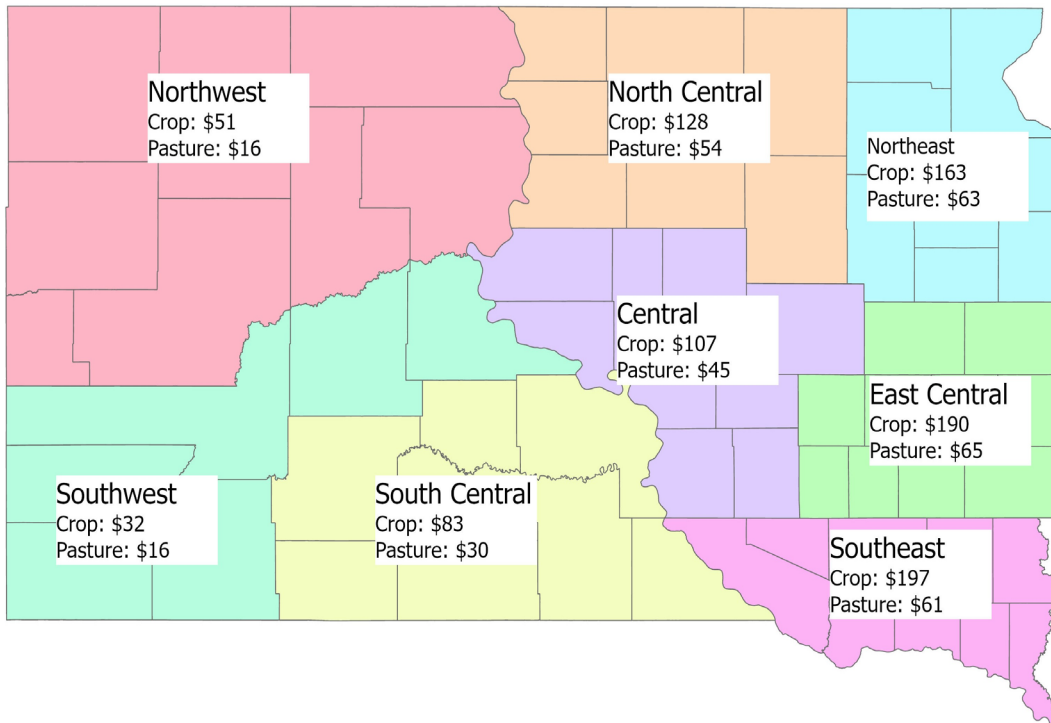 Northwest
Crop: $51
Pasture: $16
North Central
Crop: $128
Pasture: $54
Northeast
Crop: $163
Pasture: $63
Central
Crop: $107
Pasture: $45
East Central
Crop: $190
Pasture: $65
Southwest
Crop: $32
Pasture: $16
South Central
Crop: $83
Pasture: $30
Southeast
Crop: $197
Pasture: $61